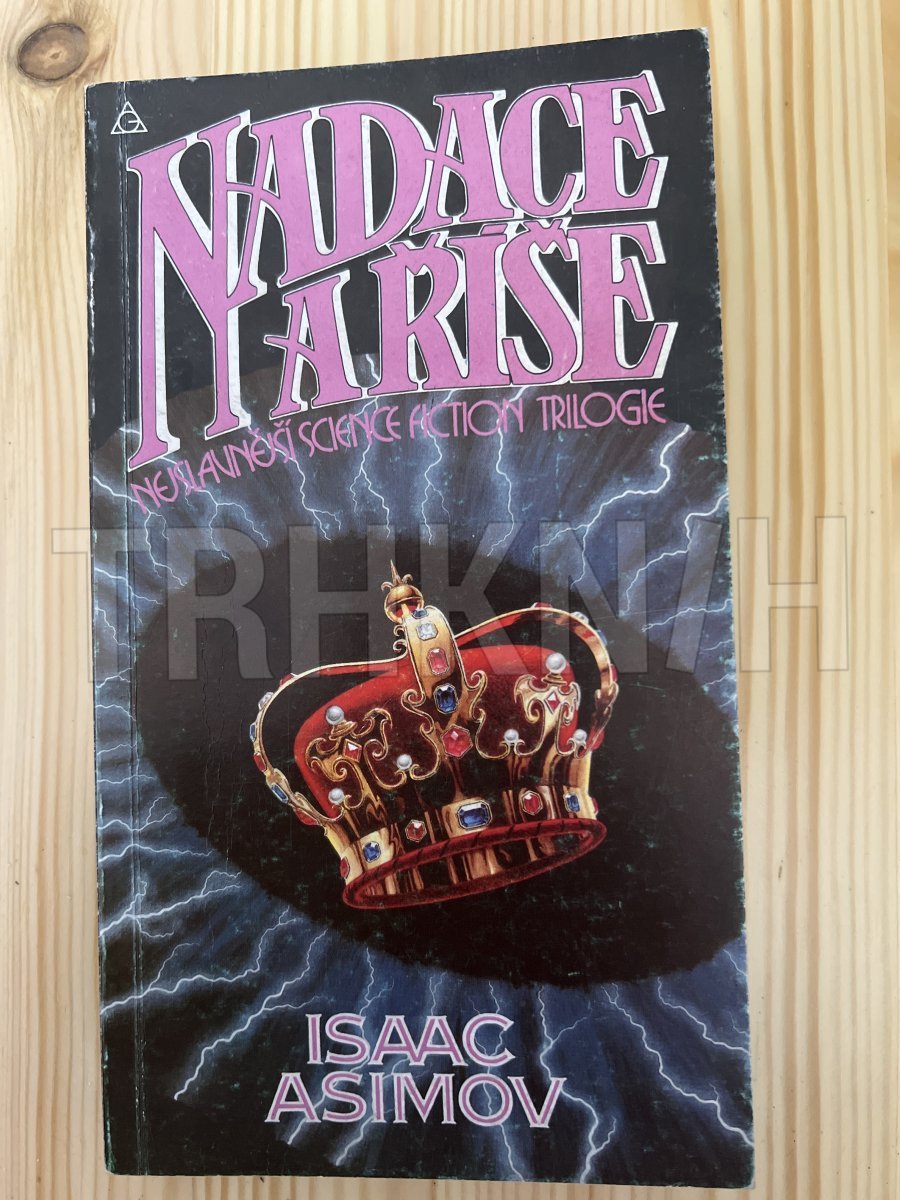 NADACE
A ŘÍŠE
NEJSLAVNĚJŠÍ SCIENCE FICTION TRILOGIE
TRHKNIH
ISAAC
ASIMOV